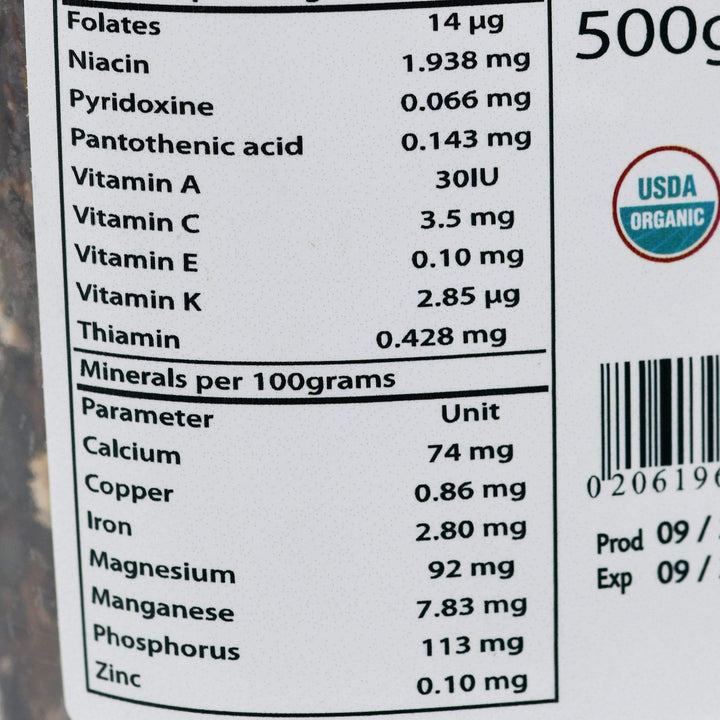 Folates 14 µg
Niacin 1.938 mg
Pyridoxine 0.066 mg
Pantothenic acid 0.143 mg
Vitamin A 30IU
Vitamin C 3.5 mg
Vitamin E 0.10 mg
Vitamin K 2.85 µg
Thiamin 0.428 mg
Minerals per 100grams
Parameter Unit
Calcium 74 mg
Copper 0.86 mg
Iron 2.80 mg
Magnesium 92 mg
Manganese 7.83 mg
Phosphorus 113 mg
Zinc 0.10 mg
500g
USDA
ORGANIC
0 20619
Prod 09 /
Exp 09 /